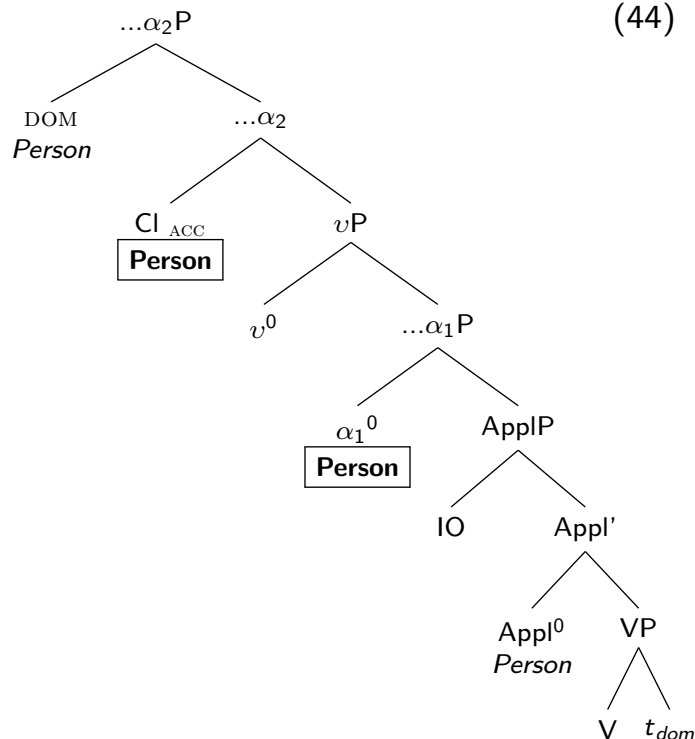 ...α₂P (44)
DOM ...α₂
Person
Cl ACC υP
Person
υ⁰ ...α₁P
α₁⁰ ApplP
Person
IO Appl'
Appl⁰ VP
Person
V t_dom